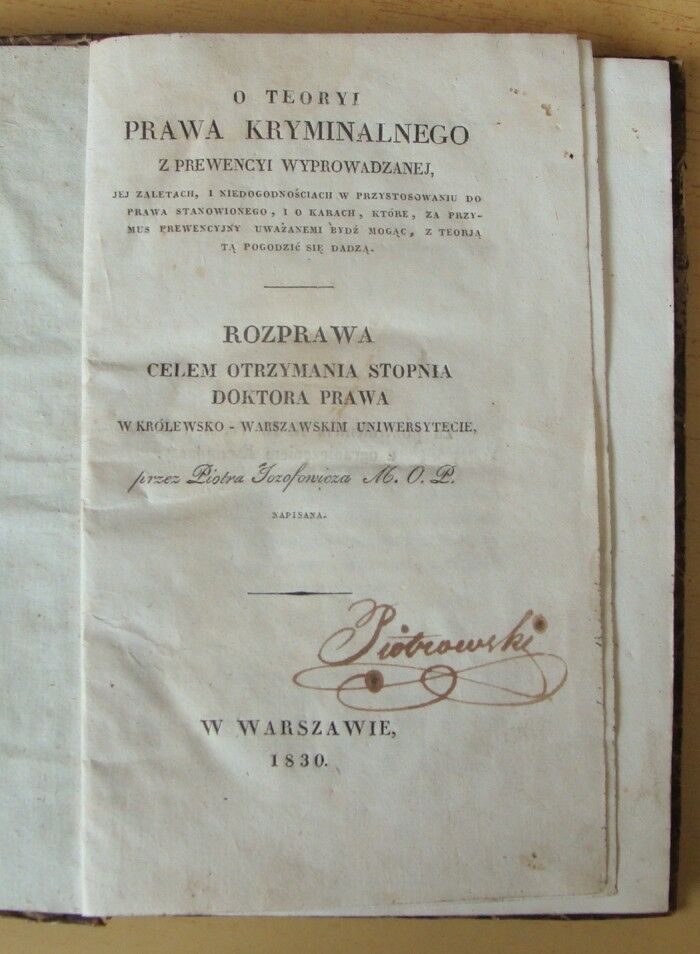 O TEORYI
PRAWA KRYMINALNEGO
Z PREWENCYI WYPROWADZANEJ,
JEJ ZALETACH, I NIEDOGODNOŚCIACH W PRZYSTOSOWANIU DO
PRAWA STANOWIONEGO, I O KARACH, KTÓRE, ZA PRZY-
MUS PREWENCYJNY UWAŻANEMI BYDŹ MOGĄC, Z TEORJĄ
TĄ POGODZIĆ SIĘ DADZĄ.
ROZPRAWA
CELEM OTRZYMANIA STOPNIA
DOKTORA PRAWA
W KRÓLEWSKO - WARSZAWSKIM UNIWERSYTECIE,
przez Piotra Jozofowicza M. O. P.
NAPISANA.
Piotrowski
W WARSZAWIE,
1830.